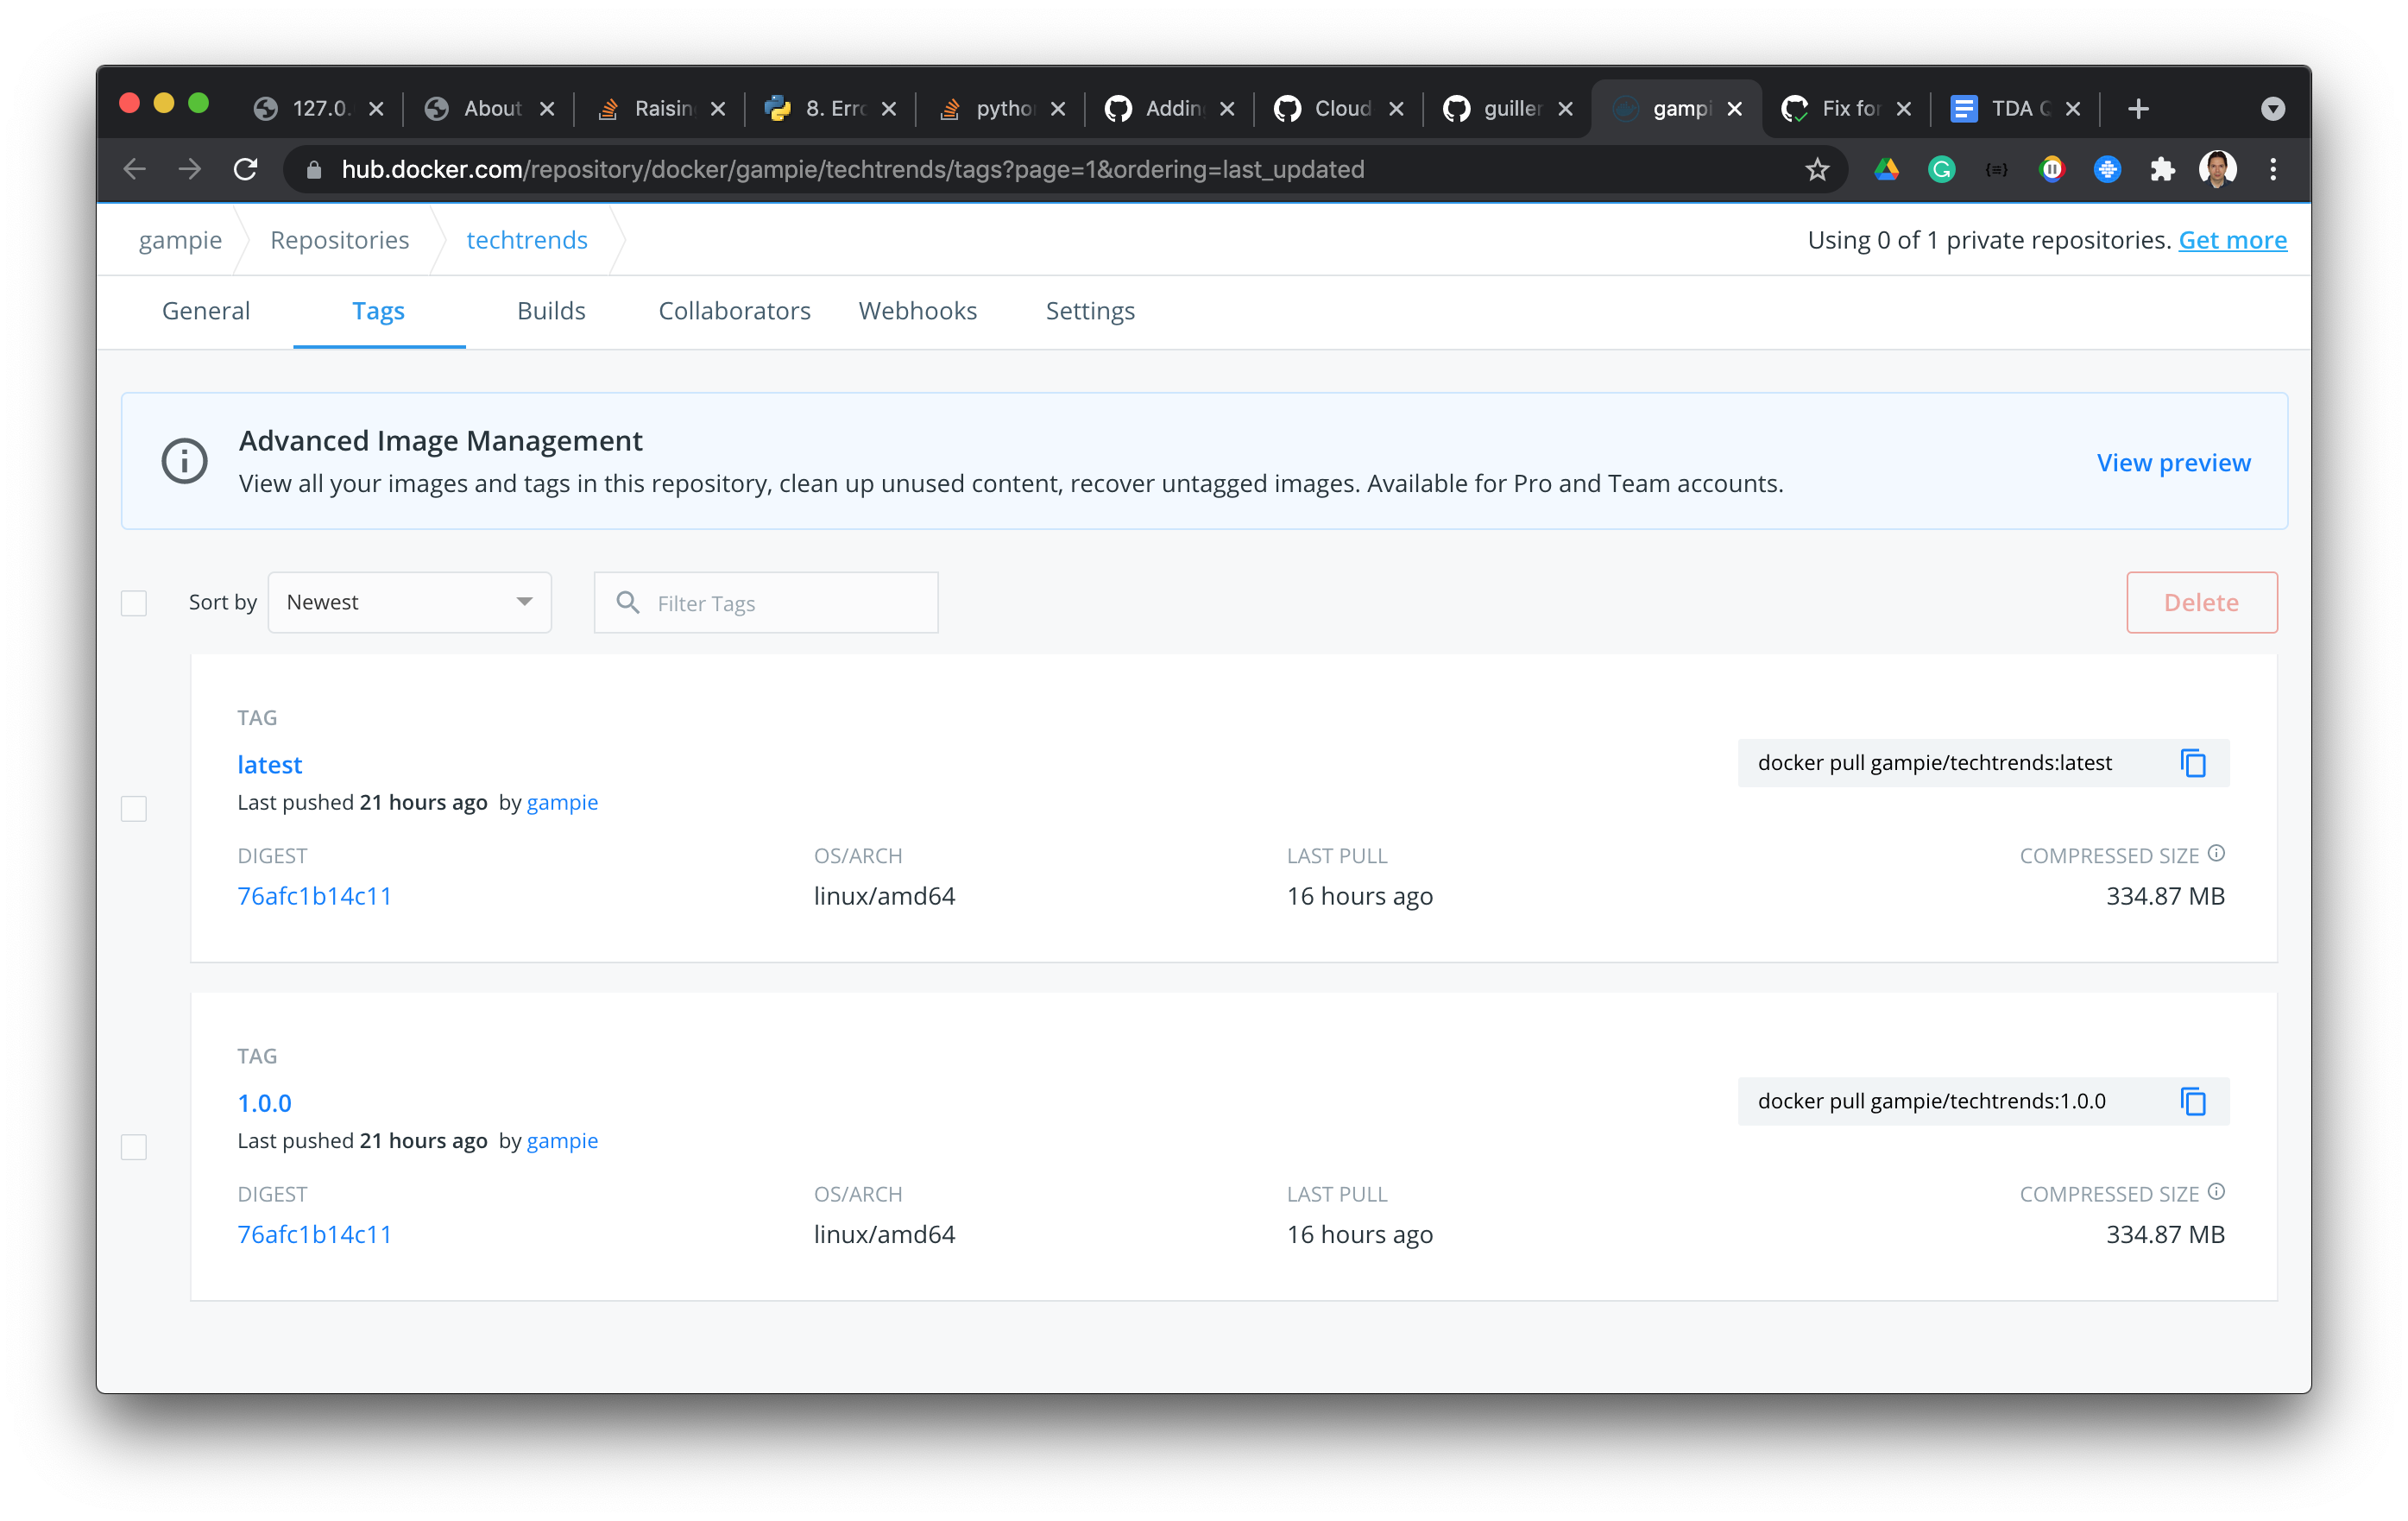 127.0.
About
Raisin
8. Erro
pytho
Adding
Cloud
guiller
gampi
Fix for
TDA C
hub.docker.com/repository/docker/gampie/techtrends/tags?page=1&ordering=last_updated
gampie
Repositories
techtrends
Using 0 of 1 private repositories. Get more
General
Tags
Builds
Collaborators
Webhooks
Settings
Advanced Image Management
View all your images and tags in this repository, clean up unused content, recover untagged images. Available for Pro and Team accounts.
View preview
Sort by
Newest
Filter Tags
Delete
TAG
latest
docker pull gampie/techtrends:latest
Last pushed 21 hours ago by gampie
DIGEST
OS/ARCH
LAST PULL
COMPRESSED SIZE
76afc1b14c11
linux/amd64
16 hours ago
334.87 MB
TAG
1.0.0
docker pull gampie/techtrends:1.0.0
Last pushed 21 hours ago by gampie
DIGEST
OS/ARCH
LAST PULL
COMPRESSED SIZE
76afc1b14c11
linux/amd64
16 hours ago
334.87 MB